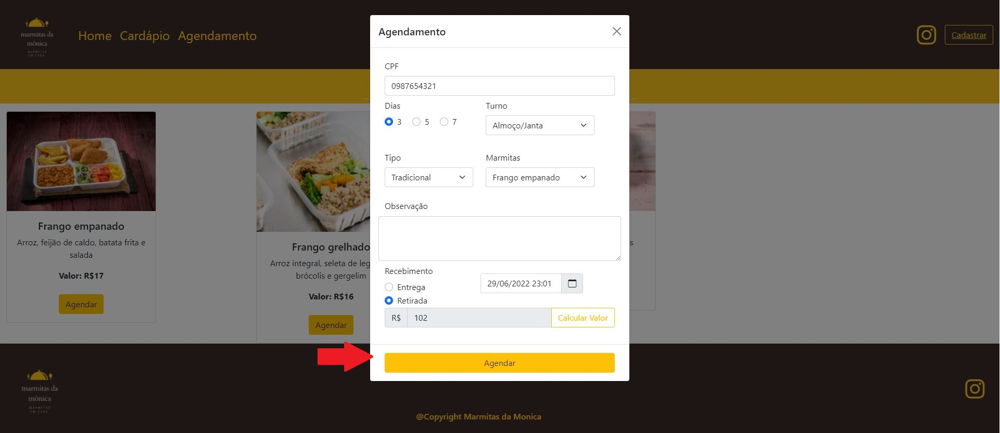 marmitas da
mônica
MARMITAS
EM CASA
Home Cardápio Agendamento
Cadastrar
Agendamento
CPF
0987654321
Dias
3 5 7
Turno
Almoço/Janta
Tipo
Tradicional
Marmitas
Frango empanado
Observação
Recebimento
Entrega
Retirada
29/06/2022 23:01
R$ 102 Calcular Valor
Agendar
Frango empanado
Arroz, feijão de caldo, batata frita e
salada
Valor: R$17
Agendar
Frango grelhado
Arroz integral, seleta de leg
brócolis e gergelim
Valor: R$16
Agendar
s
marmitas da
mônica
MARMITAS
EM CASA
@Copyright Marmitas da Monica